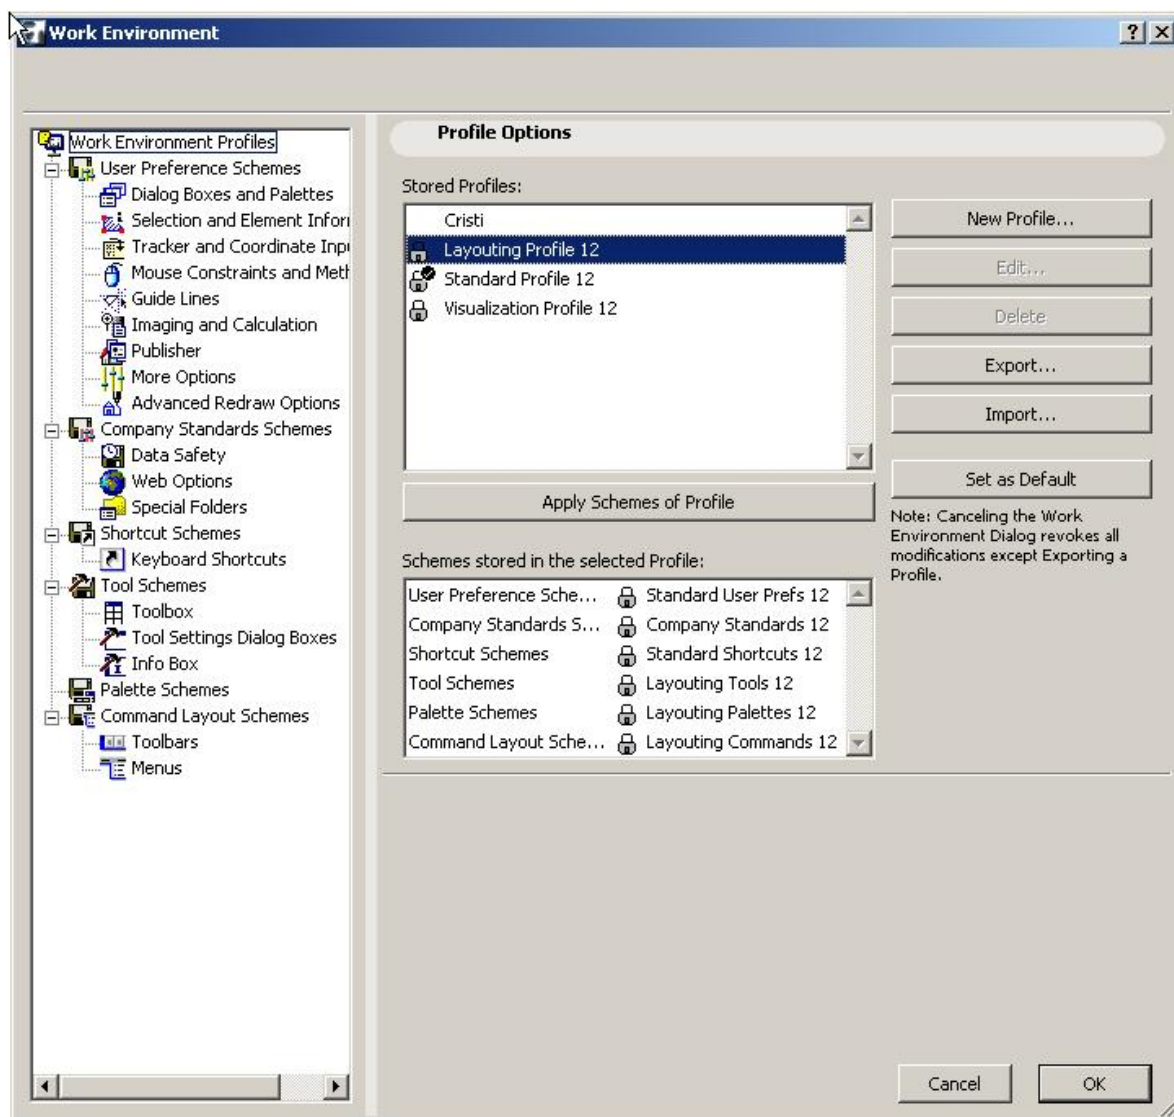 Work Environment
Work Environment Profiles
User Preference Schemes
Dialog Boxes and Palettes
Selection and Element Infor
Tracker and Coordinate Inp
Mouse Constraints and Meth
Guide Lines
Imaging and Calculation
Publisher
More Options
Advanced Redraw Options
Company Standards Schemes
Data Safety
Web Options
Special Folders
Shortcut Schemes
Keyboard Shortcuts
Tool Schemes
Toolbox
Tool Settings Dialog Boxes
Info Box
Palette Schemes
Command Layout Schemes
Toolbars
Menus
Profile Options
Stored Profiles:
Cristi
Layouting Profile 12
Standard Profile 12
Visualization Profile 12
Apply Schemes of Profile
New Profile...
Edit...
Delete
Export...
Import...
Set as Default
Note: Canceling the Work
Environment Dialog revokes all
modifications except Exporting a
Profile.
Schemes stored in the selected Profile:
User Preference Sche... Standard User Prefs 12
Company Standards S... Company Standards 12
Shortcut Schemes Standard Shortcuts 12
Tool Schemes Layouting Tools 12
Palette Schemes Layouting Palettes 12
Command Layout Sche... Layouting Commands 12
Cancel OK